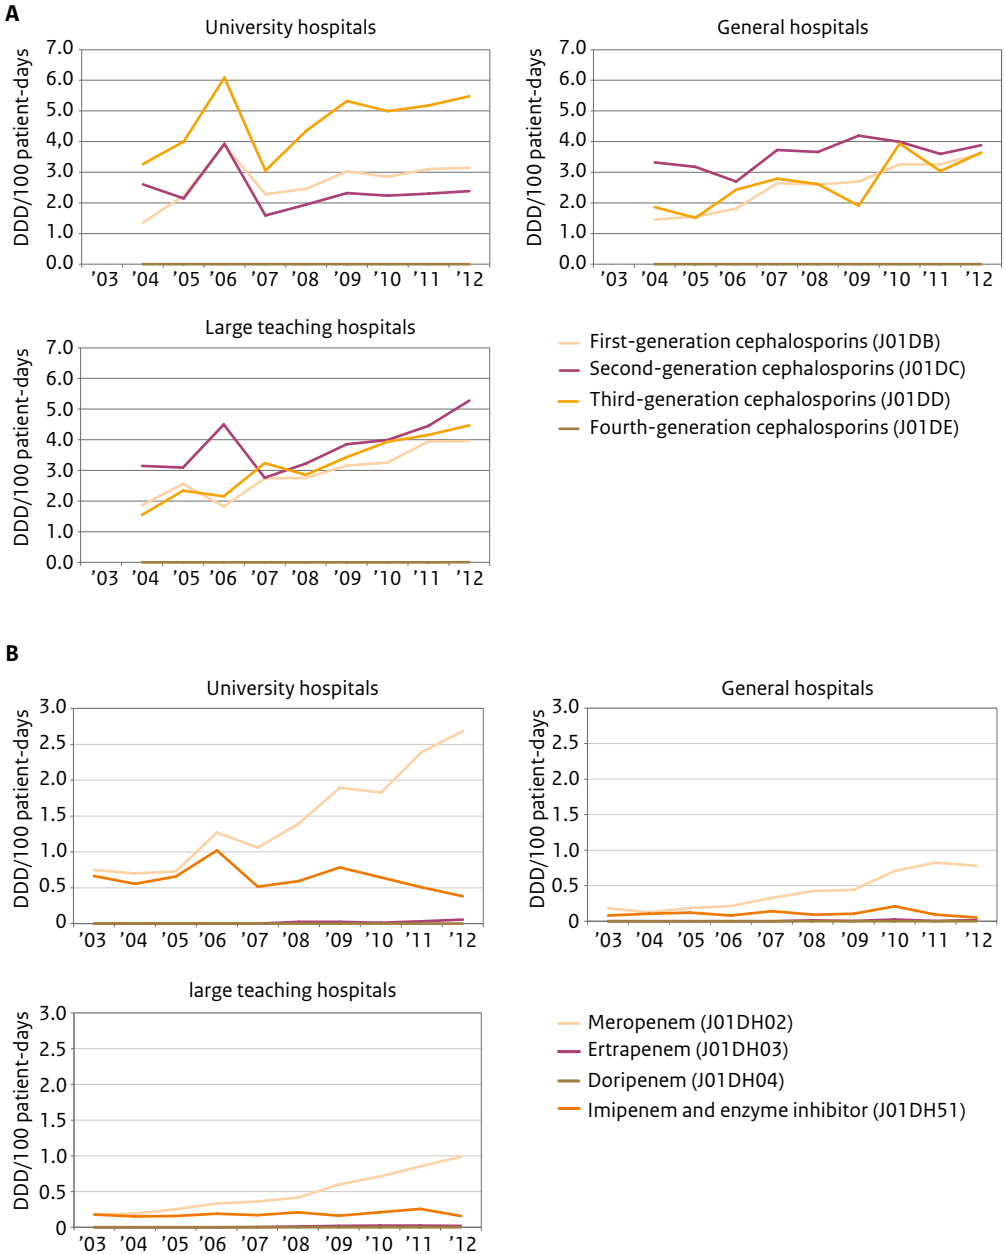 A
University hospitals
DDD/100 patient-days
7.0
6.0
5.0
4.0
3.0
2.0
1.0
0.0
’03 ’04 ’05 ’06 ’07 ’08 ’09 ’10 ’11 ’12
General hospitals
DDD/100 patient-days
7.0
6.0
5.0
4.0
3.0
2.0
1.0
0.0
’03 ’04 ’05 ’06 ’07 ’08 ’09 ’10 ’11 ’12
Large teaching hospitals
DDD/100 patient-days
7.0
6.0
5.0
4.0
3.0
2.0
1.0
0.0
’03 ’04 ’05 ’06 ’07 ’08 ’09 ’10 ’11 ’12
First-generation cephalosporins (J01DB)
Second-generation cephalosporins (J01DC)
Third-generation cephalosporins (J01DD)
Fourth-generation cephalosporins (J01DE)
B
University hospitals
DDD/100 patient-days
3.0
2.5
2.0
1.5
1.0
0.5
0
’03 ’04 ’05 ’06 ’07 ’08 ’09 ’10 ’11 ’12
General hospitals
DDD/100 patient-days
3.0
2.5
2.0
1.5
1.0
0.5
0
’03 ’04 ’05 ’06 ’07 ’08 ’09 ’10 ’11 ’12
large teaching hospitals
DDD/100 patient-days
3.0
2.5
2.0
1.5
1.0
0.5
0
’03 ’04 ’05 ’06 ’07 ’08 ’09 ’10 ’11 ’12
Meropenem (J01DH02)
Ertrapenem (J01DH03)
Doripenem (J01DH04)
Imipenem and enzyme inhibitor (J01DH51)